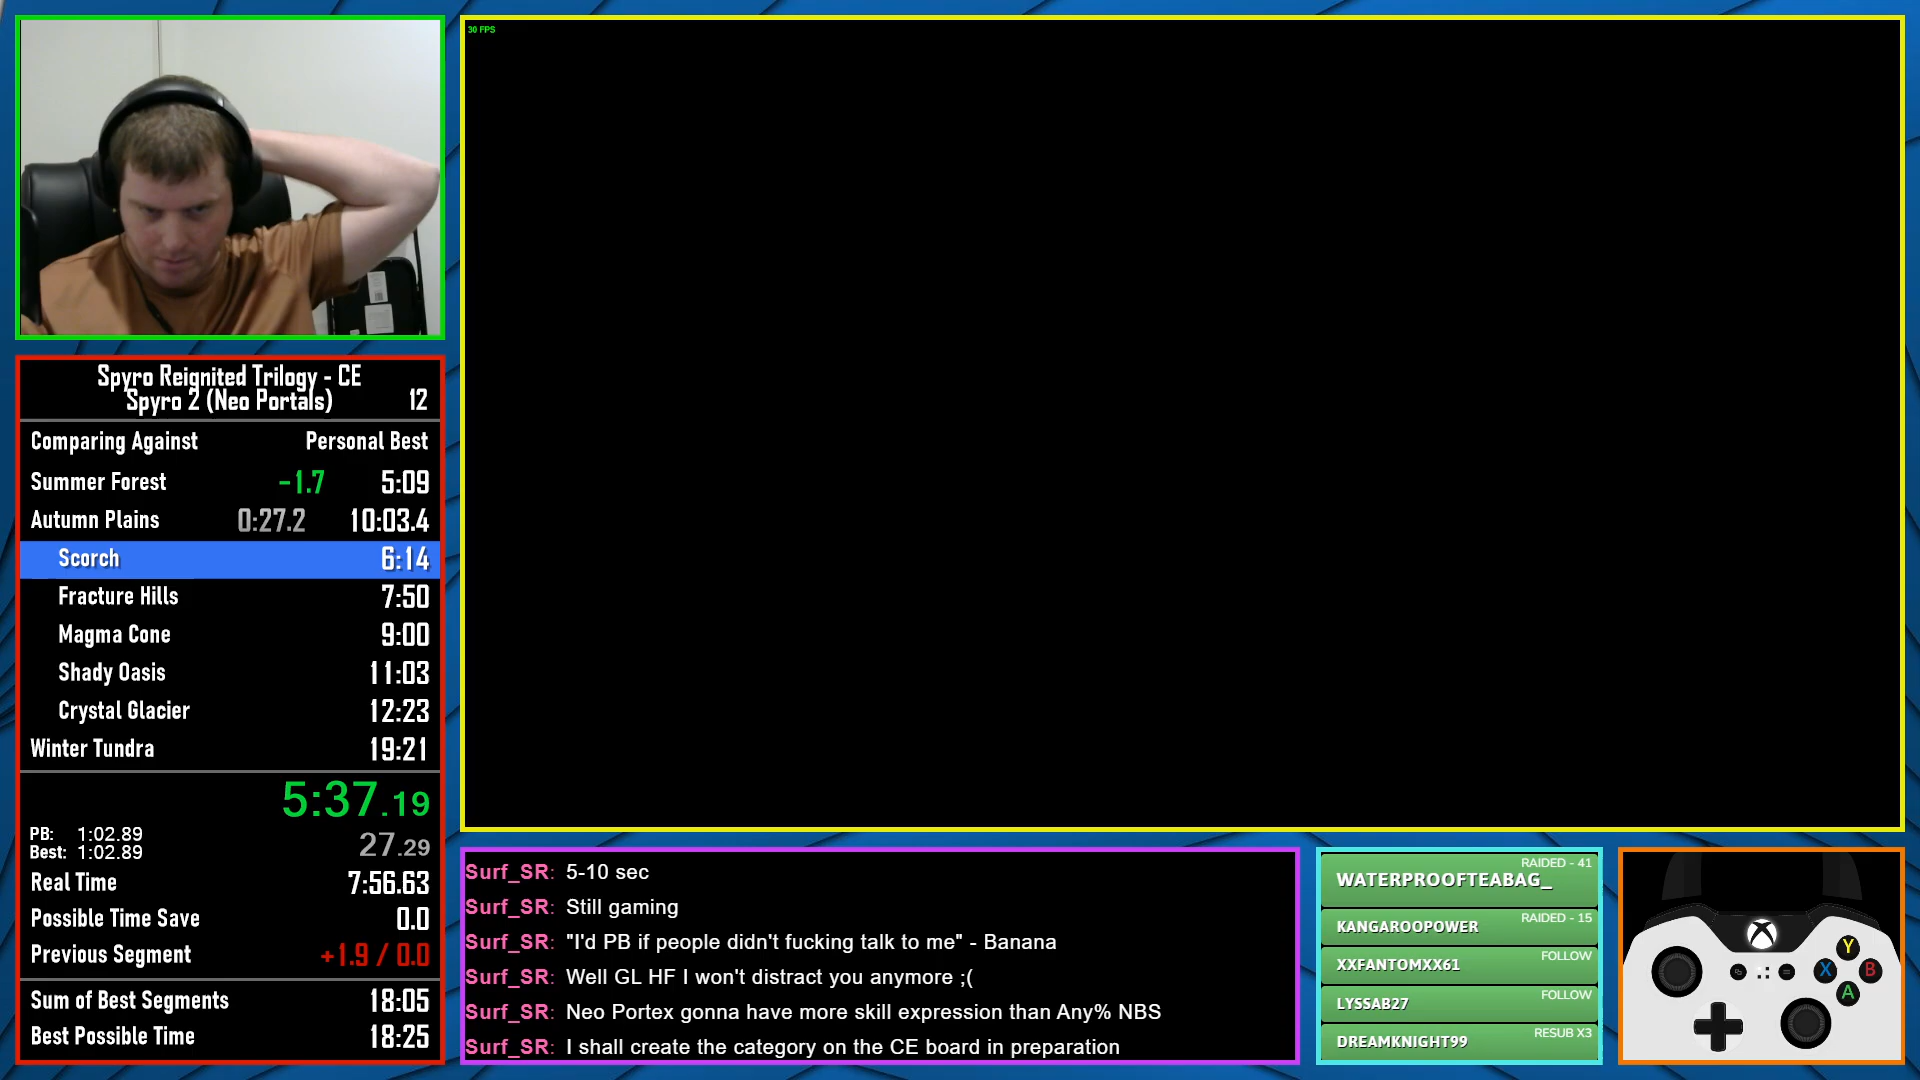 30 FPS
Spyro Reignited Trilogy - CE
Spyro 2 (Neo Portals) 12
Comparing Against Personal Best
Summer Forest -1.7 5:09
Autumn Plains 0:27.2 10:03.4
Scorch 6:14
Fracture Hills 7:50
Magma Cone 9:00
Shady Oasis 11:03
Crystal Glacier 12:23
Winter Tundra 19:21
5:37.19
PB: 1:02.89
Best: 1:02.89
27.29
Real Time 7:56.63
Possible Time Save 0.0
Previous Segment +1.9 / 0.0
Sum of Best Segments 18:05
Best Possible Time 18:25
Surf_SR: 5-10 sec
Surf_SR: Still gaming
Surf_SR: "I'd PB if people didn't fucking talk to me" - Banana
Surf_SR: Well GL HF I won't distract you anymore ;(
Surf_SR: Neo Portex gonna have more skill expression than Any% NBS
Surf_SR: I shall create the category on the CE board in preparation
RAIDED - 41
WATERPROOFTEABAG_
RAIDED - 15
KANGAROOPOWER
FOLLOW
XXFANTOMXX61
FOLLOW
LYSSAB27
RESUB X3
DREAMKNIGHT99
Y
X
B
A